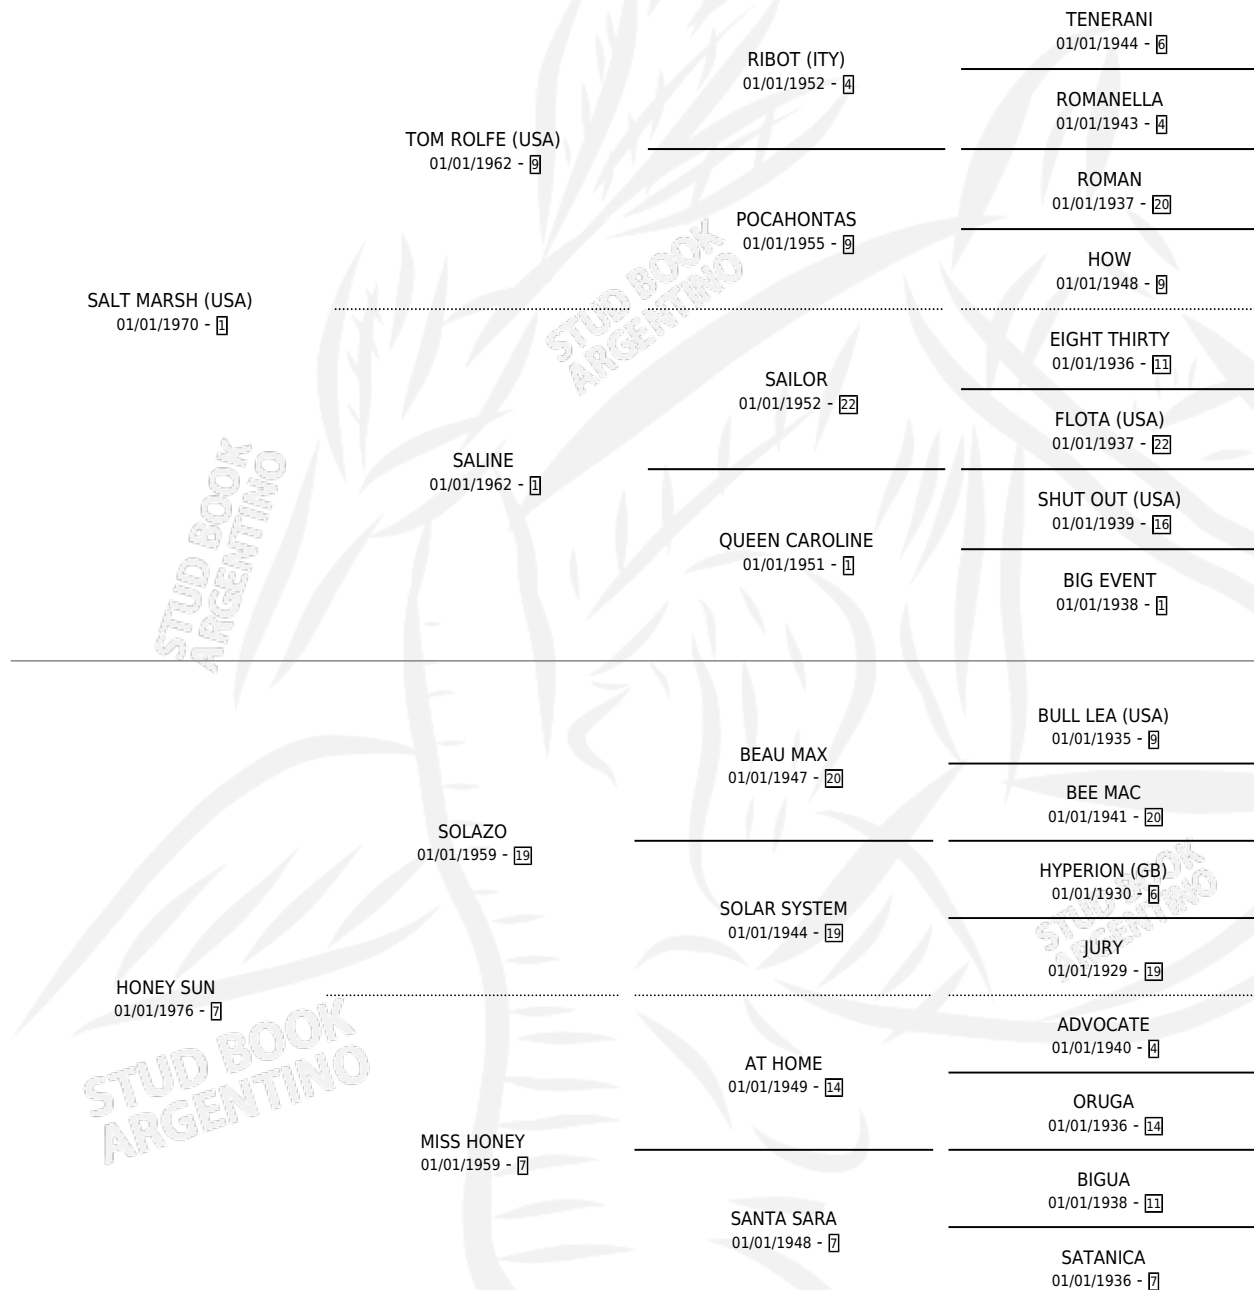 TENERANI
01/01/1944 - 6
RIBOT (ITY)
01/01/1952 - 4
ROMANELLA
01/01/1943 - 4
TOM ROLFE (USA)
01/01/1962 - 9
ROMAN
01/01/1937 - 20
POCAHONTAS
01/01/1955 - 9
HOW
01/01/1948 - 9
SALT MARSH (USA)
01/01/1970 - 1
STUD BOOK
ARGENTINO
EIGHT THIRTY
01/01/1936 - 11
SAILOR
01/01/1952 - 22
FLOTA (USA)
01/01/1937 - 22
SALINE
01/01/1962 - 1
SHUT OUT (USA)
01/01/1939 - 16
QUEEN CAROLINE
01/01/1951 - 1
BIG EVENT
01/01/1938 - 1
STUD BOOK
ARGENTINO
BULL LEA (USA)
01/01/1935 - 9
BEAU MAX
01/01/1947 - 20
BEE MAC
01/01/1941 - 20
SOLAZO
01/01/1959 - 19
HYPERION (GB)
01/01/1930 - 6
SOLAR SYSTEM
01/01/1944 - 19
STUD BOOK
ARGENTINO
JURY
01/01/1929 - 19
HONEY SUN
01/01/1976 - 7
ADVOCATE
01/01/1940 - 4
AT HOME
01/01/1949 - 14
ORUGA
01/01/1936 - 14
STUD BOOK
ARGENTINO
MISS HONEY
01/01/1959 - 7
BIGUA
01/01/1938 - 11
SANTA SARA
01/01/1948 - 7
SATANICA
01/01/1936 - 7